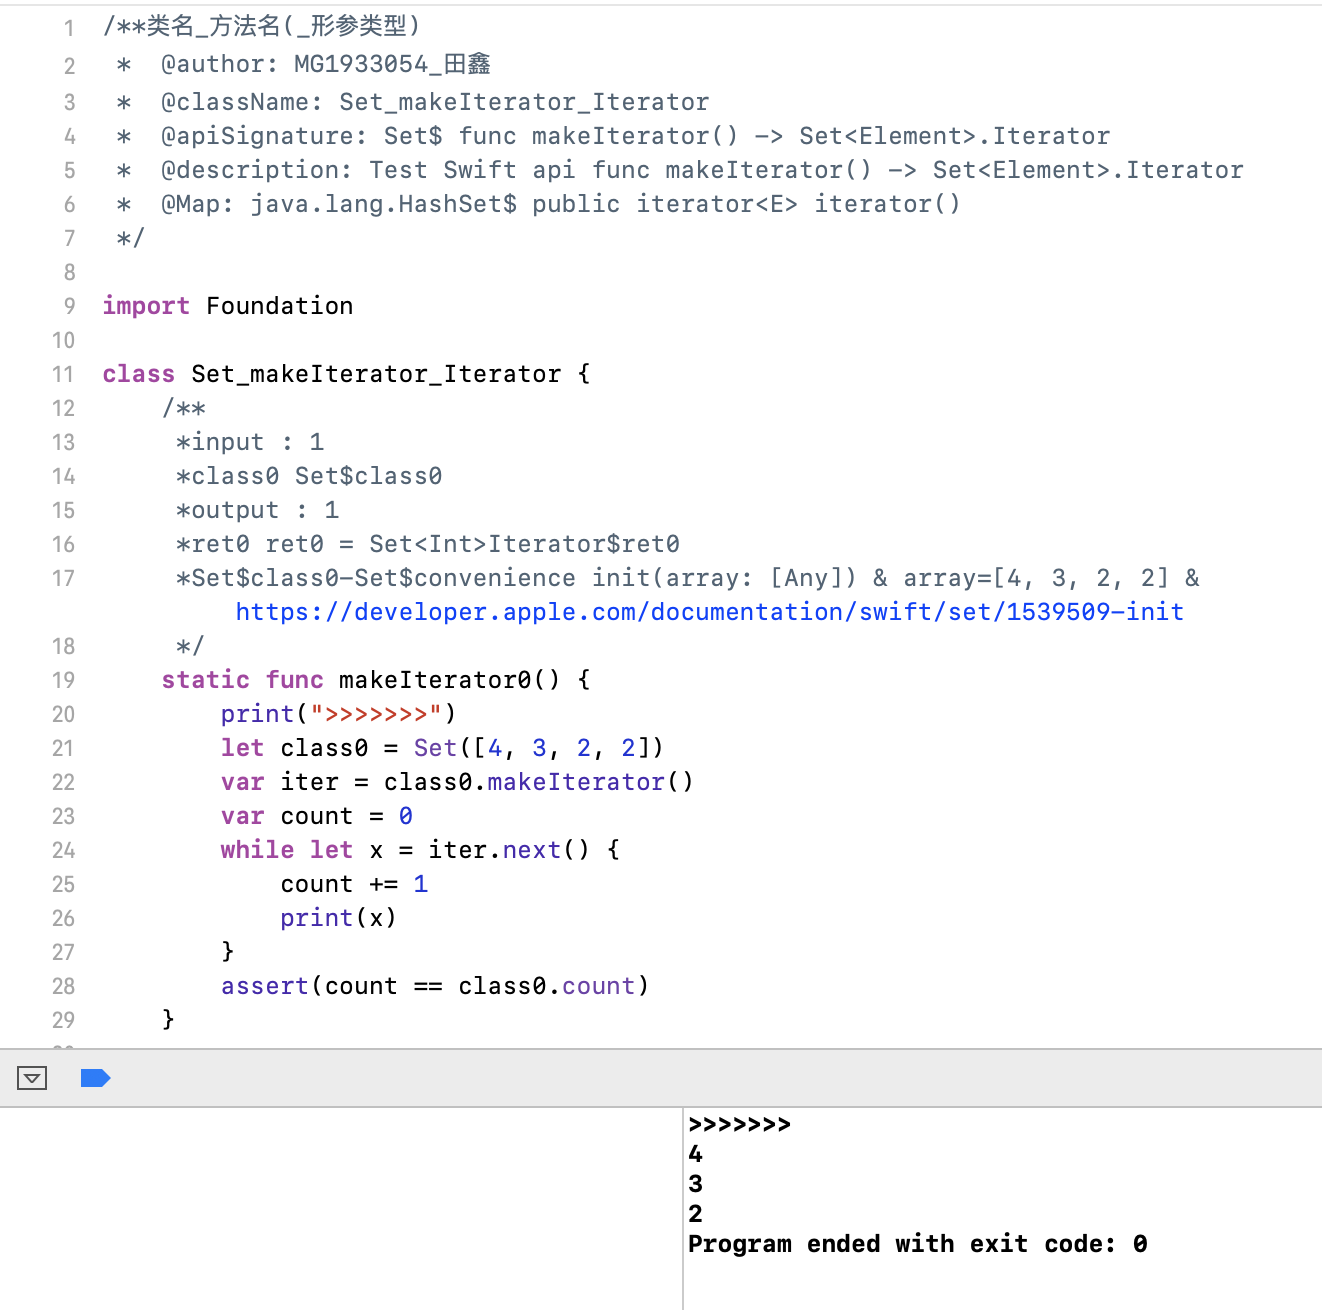 1 /**类名_方法名(_形参类型)
2  *  @author: MG1933054_田鑫
3  *  @className: Set_makeIterator_Iterator
4  *  @apiSignature: Set$ func makeIterator() -> Set<Element>.Iterator
5  *  @description: Test Swift api func makeIterator() -> Set<Element>.Iterator
6  *  @Map: java.lang.HashSet$ public iterator<E> iterator()
7  */
8
9 import Foundation
10
11 class Set_makeIterator_Iterator {
12     /**
13      *input : 1
14      *class0 Set$class0
15      *output : 1
16      *ret0 ret0 = Set<Int>Iterator$ret0
17      *Set$class0-Set$convenience init(array: [Any]) & array=[4, 3, 2, 2] &
https://developer.apple.com/documentation/swift/set/1539509-init
18      */
19     static func makeIterator0() {
20         print(">>>>>>>")
21         let class0 = Set([4, 3, 2, 2])
22         var iter = class0.makeIterator()
23         var count = 0
24         while let x = iter.next() {
25             count += 1
26             print(x)
27         }
28         assert(count == class0.count)
29     }
>>>>>>>
4
3
2
Program ended with exit code: 0